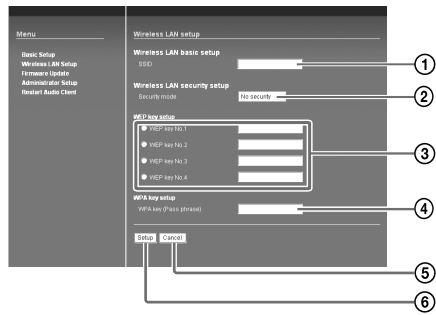 Menu
Basic Setup
Wireless LAN Setup
Firmware Update
Administrator Setup
Restart Audio Client
Wireless LAN setup
Wireless LAN basic setup
SSID
1
Wireless LAN security setup
Security mode
No security
2
WEP key setup
WEP key No.1
WEP key No.2
WEP key No.3
WEP key No.4
3
WPA key setup
WPA key (Pass phrase)
4
Setup
Cancel
5
6